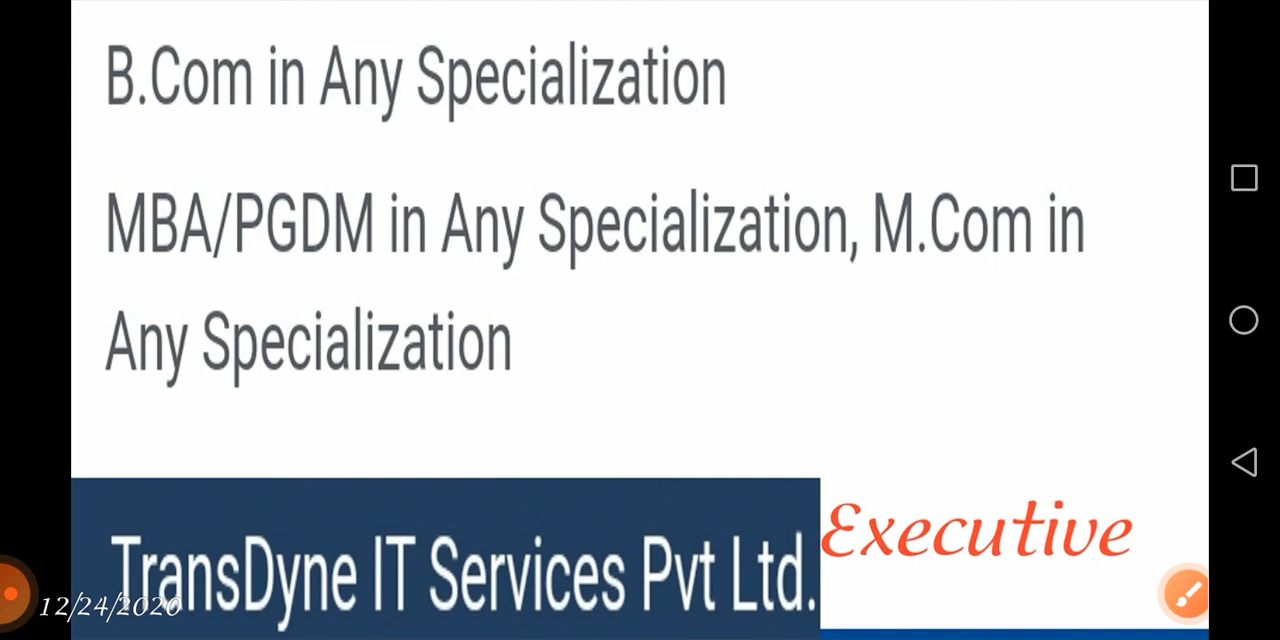 B.Com in Any Specialization
MBA/PGDM in Any Specialization, M.Com in
Any Specialization
Executive
TransDyne IT Services Pvt Ltd.
12/24/2020